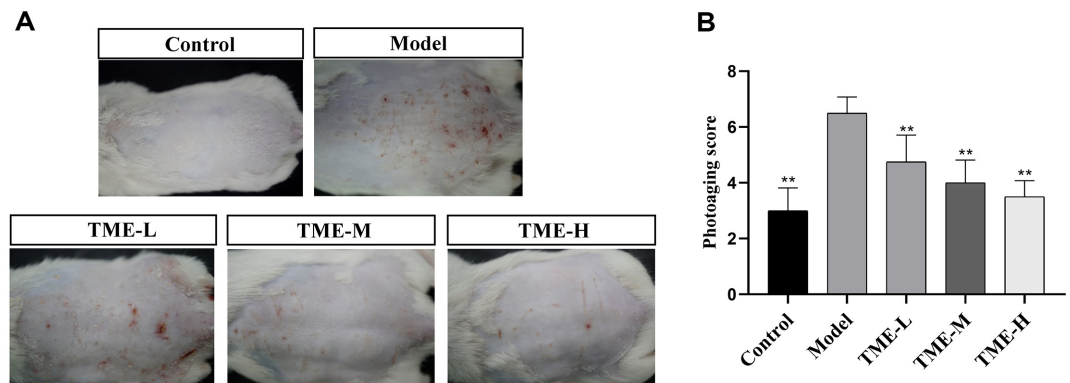 A
Control
Model
TME-L
TME-M
TME-H
B
Photoaging score
8
6
4
2
0
**
**
**
**
Control
Model
TME-L
TME-M
TME-H